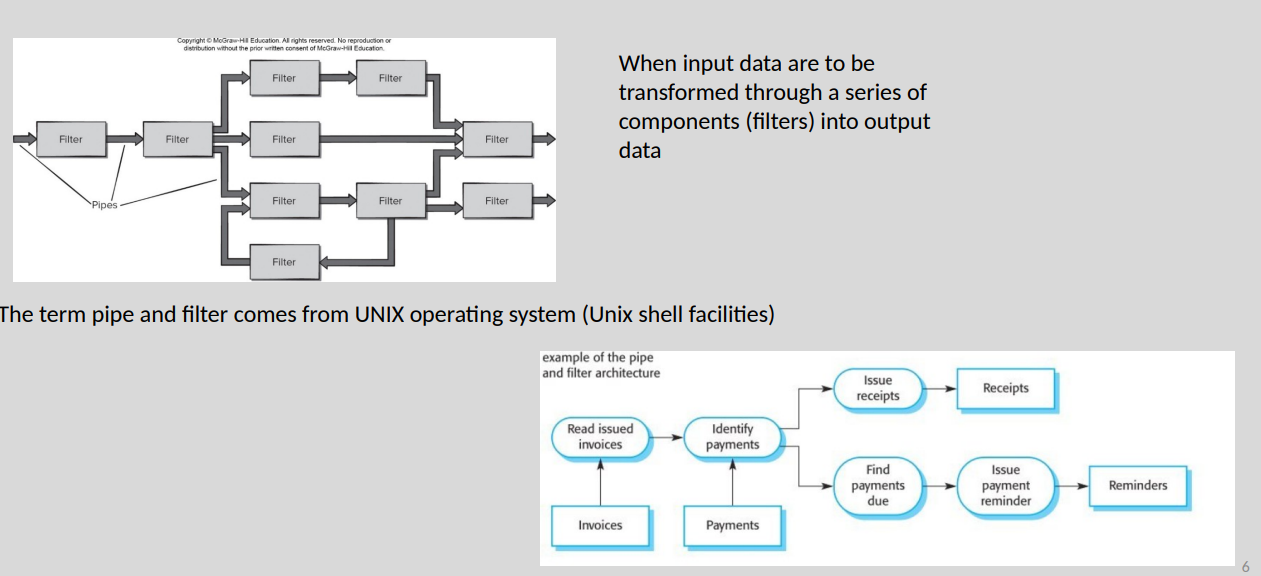 Copyright © McGraw-Hill Education. All rights reserved. No reproduction or
distribution without the prior written consent of McGraw-Hill Education.
Filter
Filter
Filter
Filter
Filter
Filter
Filter
Filter
Filter
Filter
Pipes
When input data are to be
transformed through a series of
components (filters) into output
data
The term pipe and filter comes from UNIX operating system (Unix shell facilities)
example of the pipe
and filter architecture
Issue
receipts
Receipts
Read issued
invoices
Identify
payments
Find
payments
due
Issue
payment
reminder
Reminders
Invoices
Payments
6